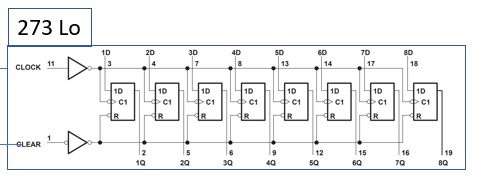 273 Lo
1D 2D 3D 4D 5D 6D 7D 8D
CLOCK 11 3 4 7 8 13 14 17 18
1D 1D 1D 1D 1D 1D 1D 1D
C1 C1 C1 C1 C1 C1 C1 C1
R R R R R R R R
CLEAR 1
2 5 6 9 12 15 16 19
1Q 2Q 3Q 4Q 5Q 6Q 7Q 8Q